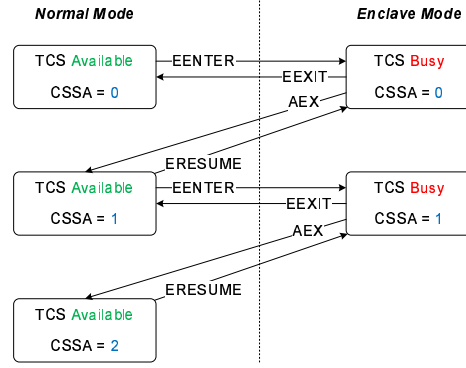 Normal Mode
Enclave Mode
TCS Available
CSSA = 0
EENTER
EEXIT
TCS Busy
CSSA = 0
AEX
ERESUME
TCS Available
CSSA = 1
EENTER
EEXIT
TCS Busy
CSSA = 1
AEX
ERESUME
TCS Available
CSSA = 2